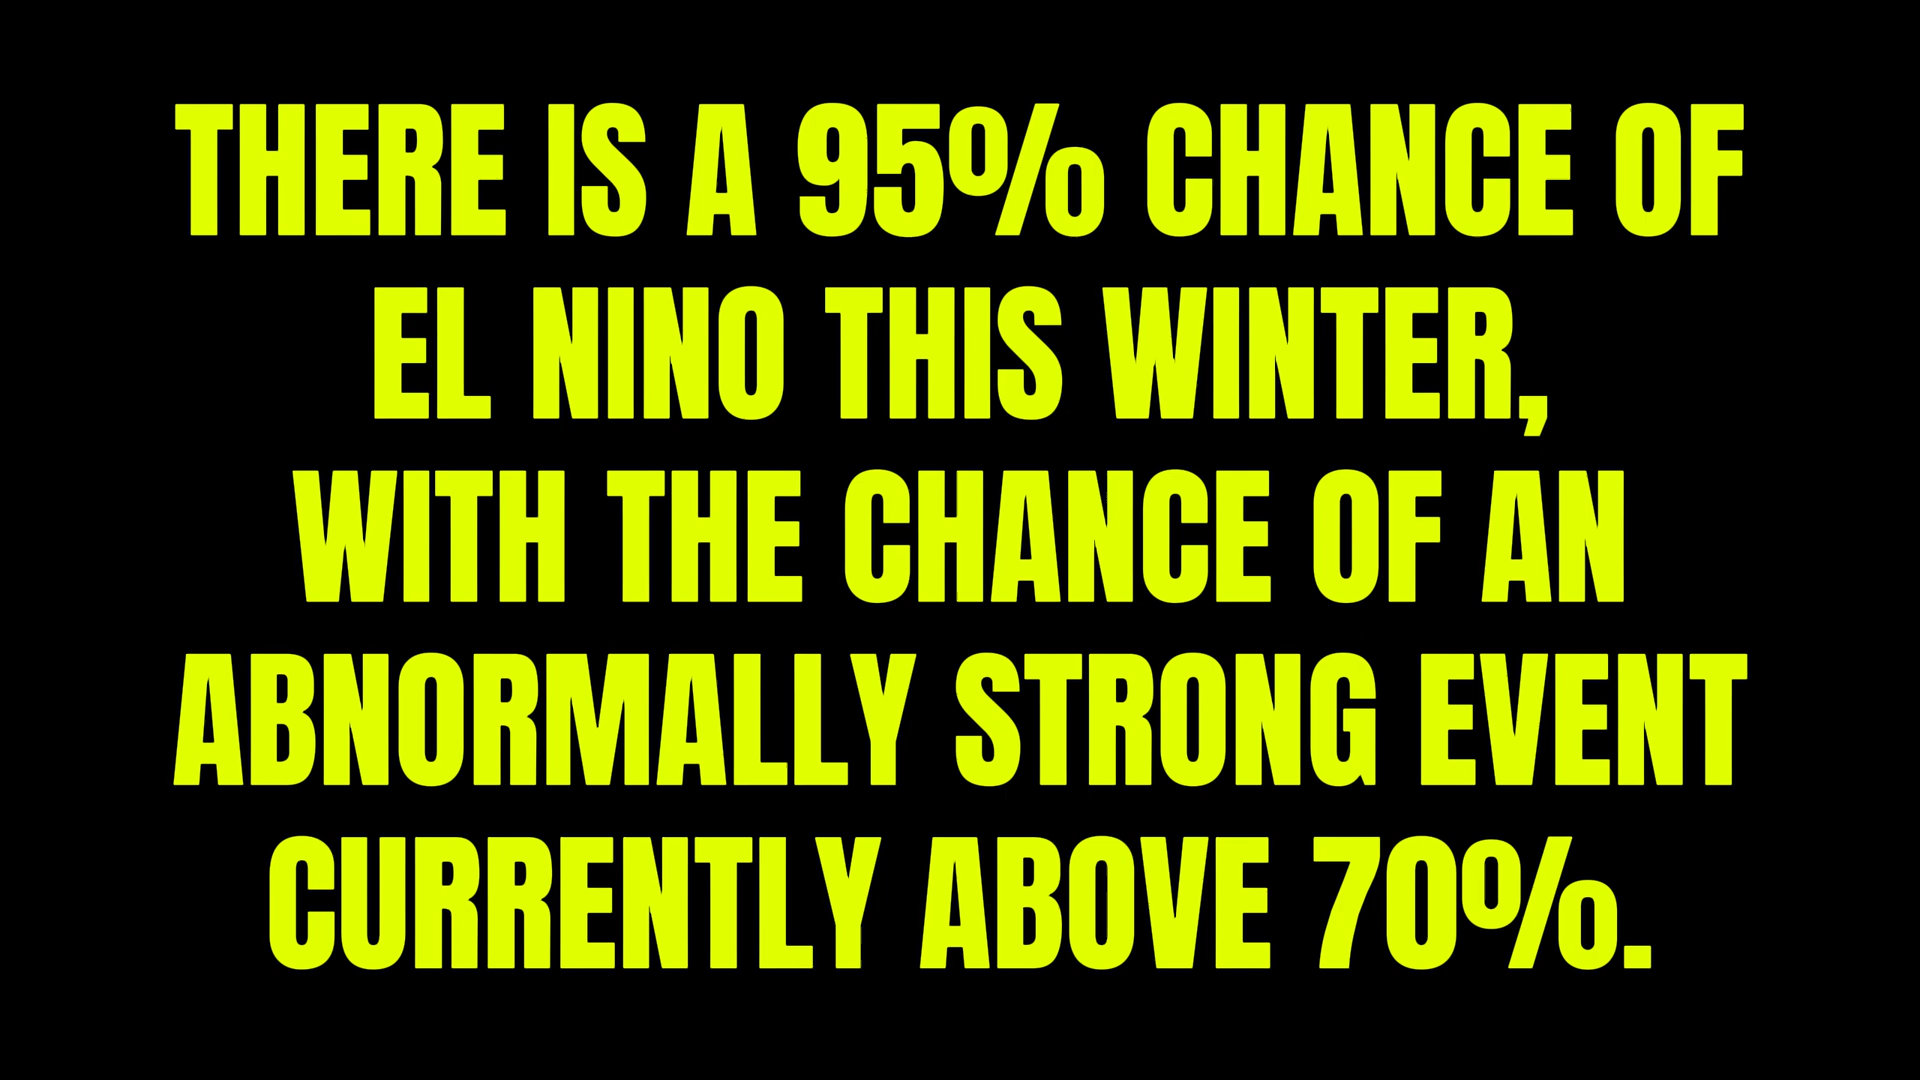 THERE IS A 95% CHANCE OF
EL NINO THIS WINTER,
WITH THE CHANCE OF AN
ABNORMALLY STRONG EVENT
CURRENTLY ABOVE 70%.